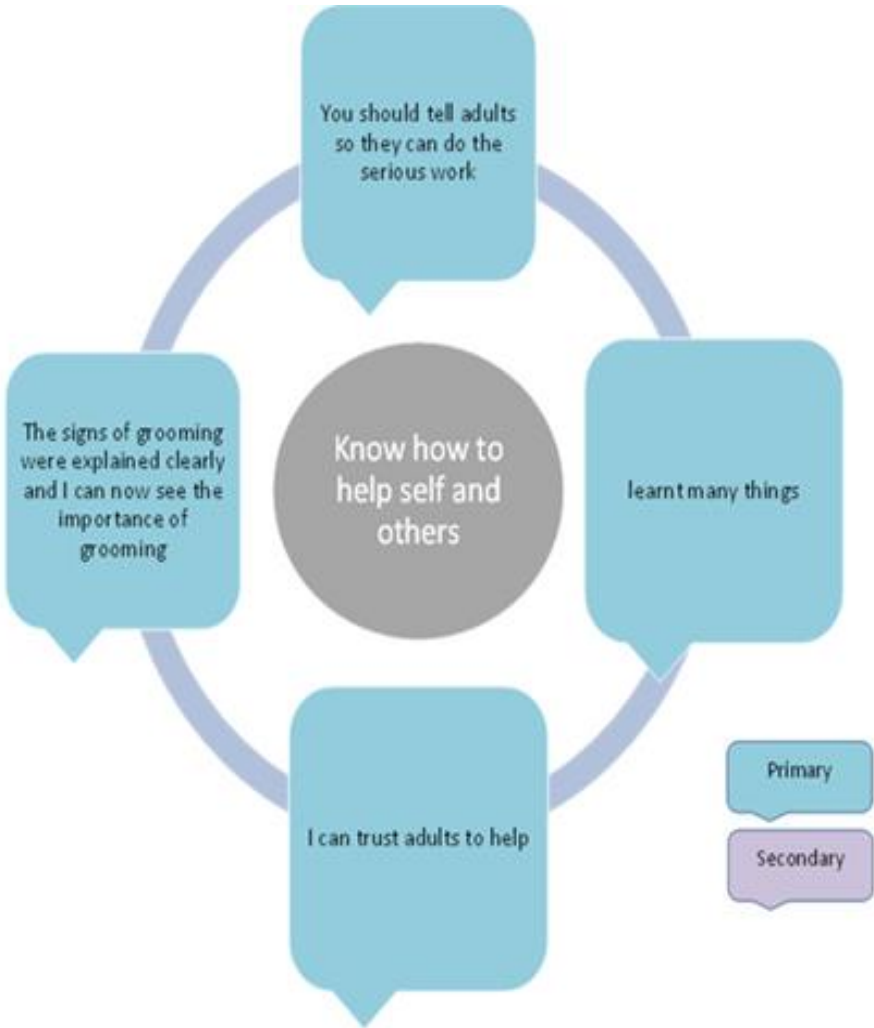 You should tell adults
so they can do the
serious work
The signs of grooming
were explained clearly
and I can now see the
importance of
grooming
Know how to
help self and
others
learnt many things
I can trust adults to help
Primary
Secondary